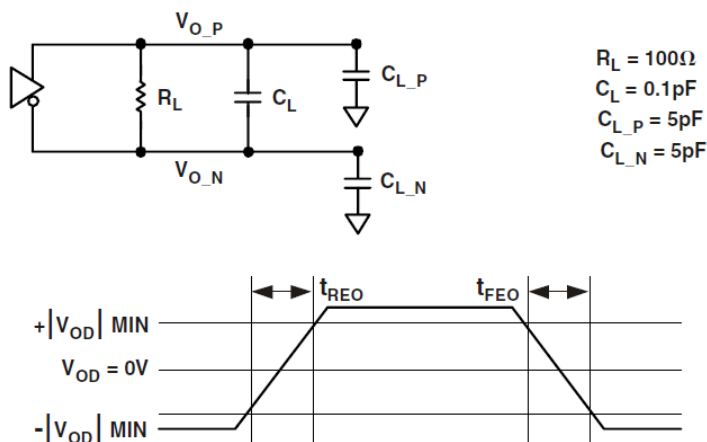 V_O_P
R_L
C_L
C_L_P
V_O_N
C_L_N
R_L = 100Ω
C_L = 0.1pF
C_L_P = 5pF
C_L_N = 5pF
t_REO
t_FEO
+|V_OD| MIN
V_OD = 0V
-|V_OD| MIN